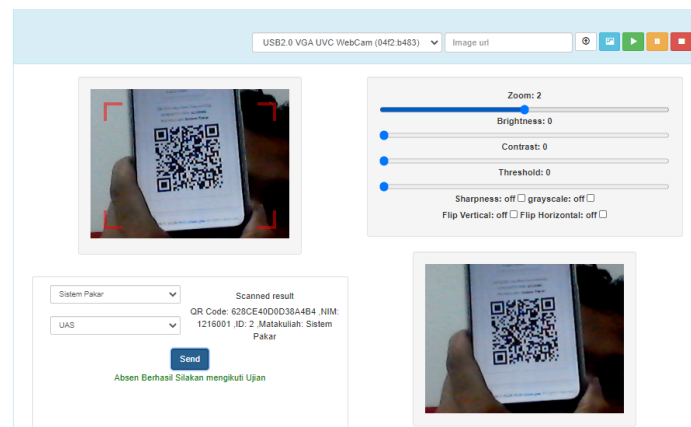 USB2.0 VGA UVC WebCam (04f2:b483)
Image url
Zoom: 2
Brightness: 0
Contrast: 0
Threshold: 0
Sharpness: off grayscale: off
Flip Vertical: off Flip Horizontal: off
Sistem Pakar
UAS
Scanned result
QR Code: 628CE40D0D38A4B4 ,NIM:
1216001 ,ID: 2 ,Matakuliah: Sistem
Pakar
Send
Absen Berhasil Silakan mengikuti Ujian